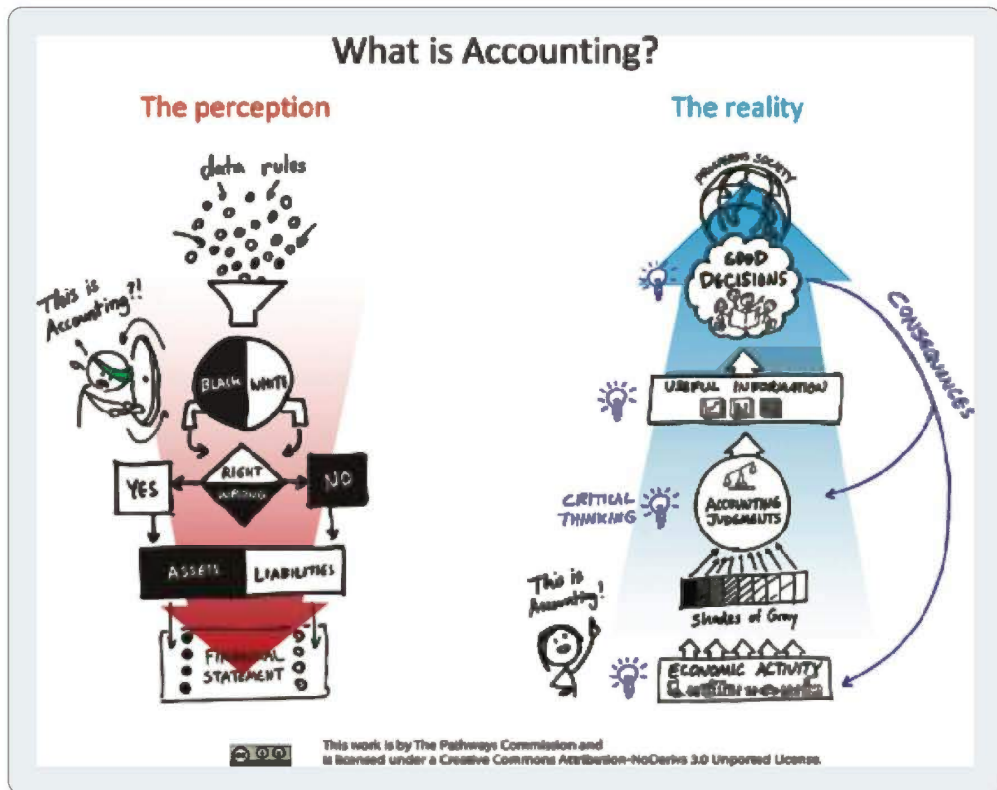 What is Accounting?
The perception
data rules
This is
Accounting?!
BLACK WHITE
RIGHT
WRONG
YES
NO
ASSETS LIABILITIES
FINANCIAL
STATEMENT
The reality
PROSPEROUS SOCIETY
GOOD
DECISIONS
CONSEQUENCES
USEFUL INFORMATION
CRITICAL
THINKING
ACCOUNTING
JUDGMENTS
Shades of Gray
This is
Accounting!
ECONOMIC ACTIVITY
This work is by The Pathways Commission and
is licensed under a Creative Commons Attribution-NoDerivs 3.0 Unported License.